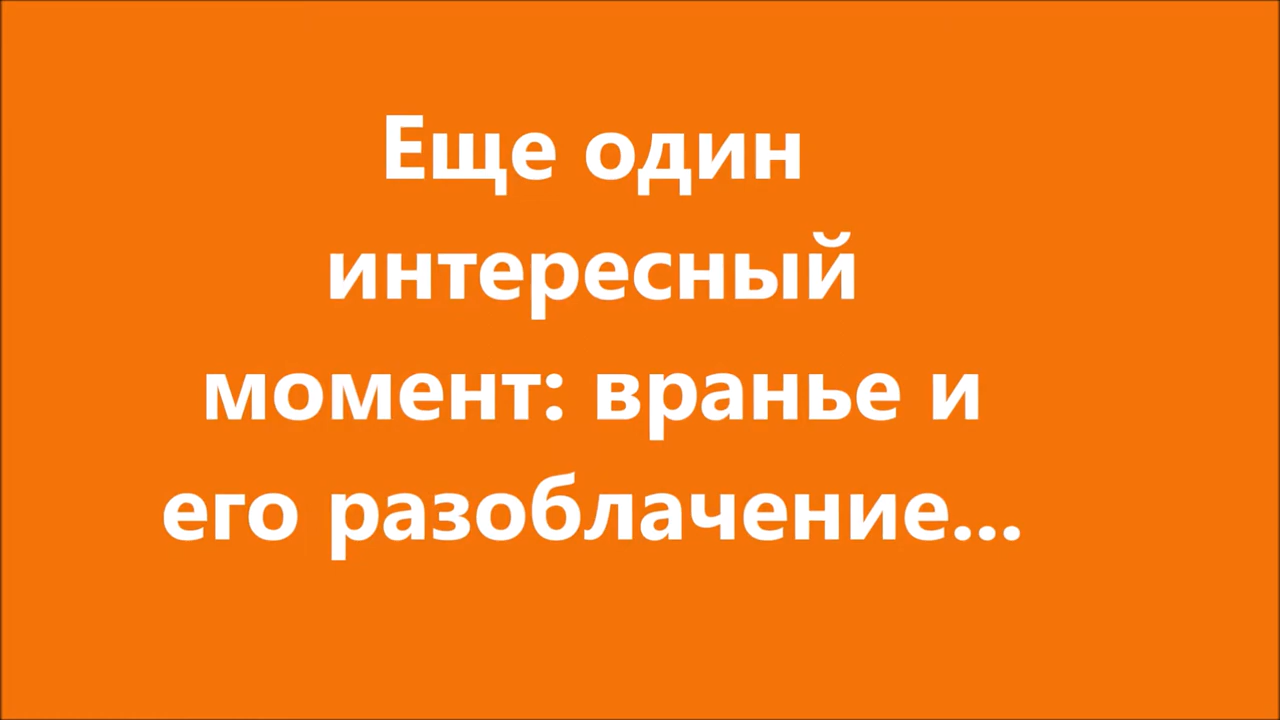 Еще один
интересный
момент: вранье и
его разоблачение...